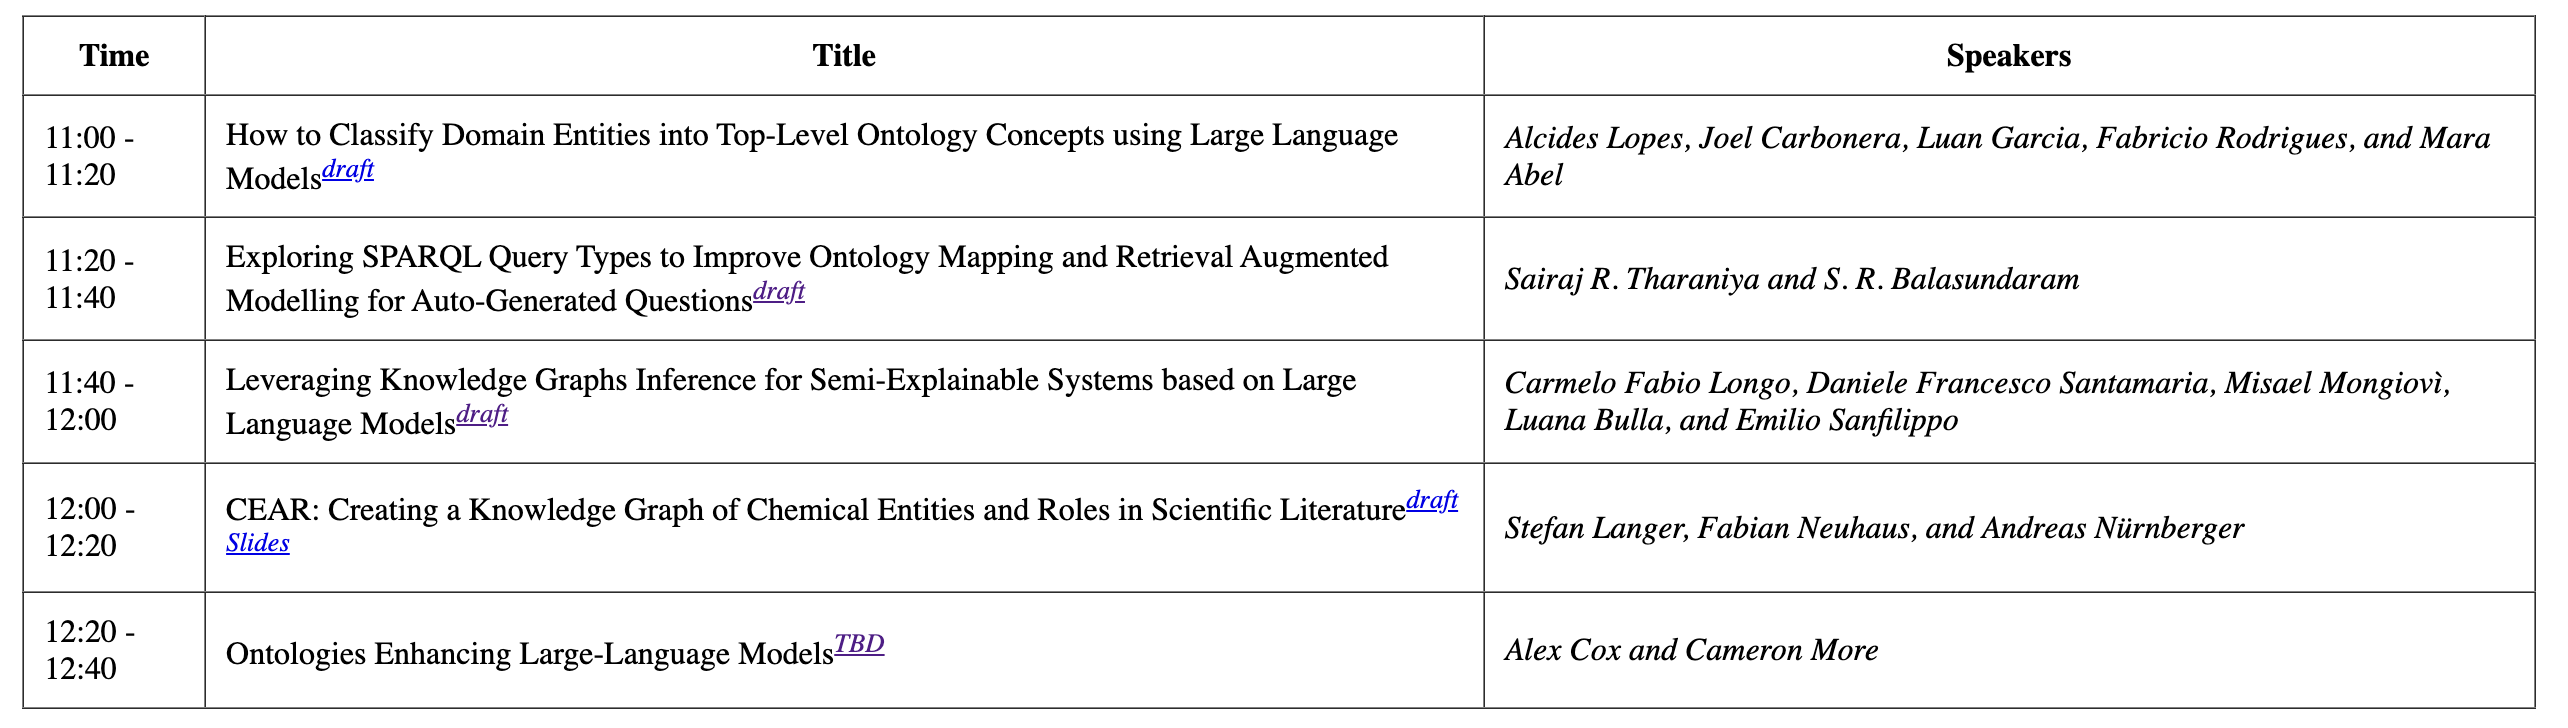 Time Title Speakers
11:00 -
11:20
How to Classify Domain Entities into Top-Level Ontology Concepts using Large Language
Modelsdraft
Alcides Lopes, Joel Carbonera, Luan Garcia, Fabricio Rodrigues, and Mara
Abel
11:20 -
11:40
Exploring SPARQL Query Types to Improve Ontology Mapping and Retrieval Augmented
Modelling for Auto-Generated Questionsdraft
Sairaj R. Tharaniya and S. R. Balasundaram
11:40 -
12:00
Leveraging Knowledge Graphs Inference for Semi-Explainable Systems based on Large
Language Modelsdraft
Carmelo Fabio Longo, Daniele Francesco Santamaria, Misael Mongiovì,
Luana Bulla, and Emilio Sanfilippo
12:00 -
12:20
CEAR: Creating a Knowledge Graph of Chemical Entities and Roles in Scientific Literaturedraft
Slides
Stefan Langer, Fabian Neuhaus, and Andreas Nürnberger
12:20 -
12:40
Ontologies Enhancing Large-Language ModelsTBD
Alex Cox and Cameron More